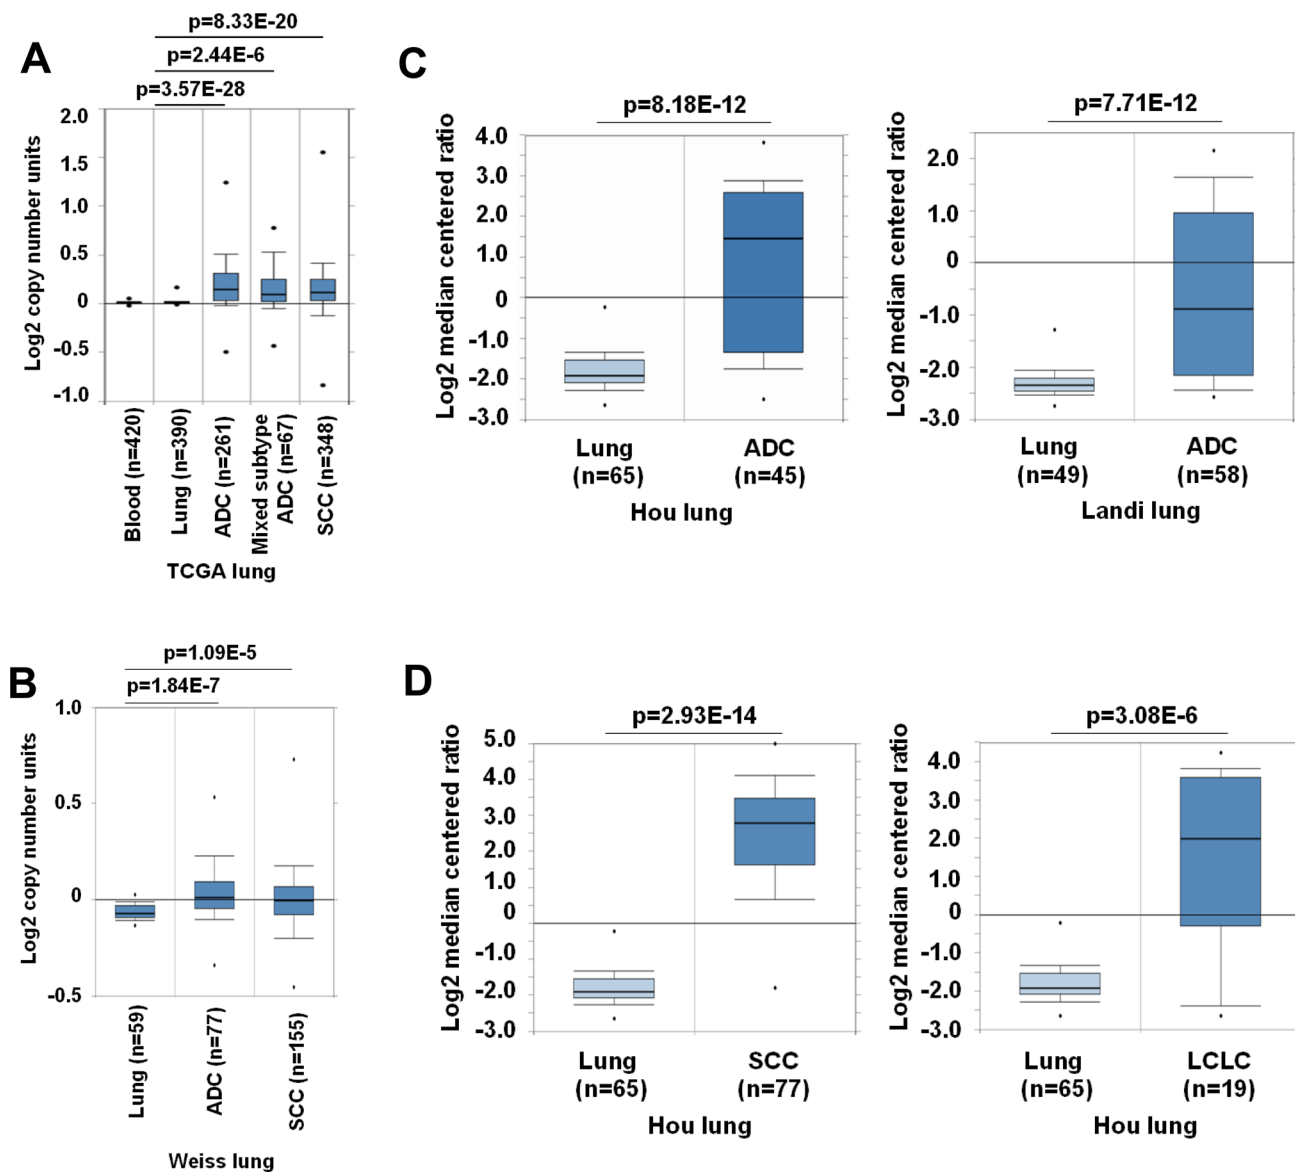 A
p=8.33E-20
p=2.44E-6
p=3.57E-28
Log2 copy number units
2.0
1.5
1.0
0.5
0
-0.5
-1.0
Blood (n=420)
Lung (n=390)
ADC (n=261)
Mixed subtype
ADC (n=67)
SCC (n=348)
TCGA lung
B
p=1.09E-5
p=1.84E-7
Log2 copy number units
1.0
0.5
0
-0.5
Lung (n=59)
ADC (n=77)
SCC (n=155)
Weiss lung
C
p=8.18E-12
Log2 median centered ratio
4.0
3.0
2.0
1.0
0
-1.0
-2.0
-3.0
Lung
(n=65)
ADC
(n=45)
Hou lung
p=7.71E-12
Log2 median centered ratio
2.0
1.0
0
-1.0
-2.0
-3.0
Lung
(n=49)
ADC
(n=58)
Landi lung
D
p=2.93E-14
Log2 median centered ratio
5.0
4.0
3.0
2.0
1.0
0
-1.0
-2.0
-3.0
Lung
(n=65)
SCC
(n=77)
Hou lung
p=3.08E-6
Log2 median centered ratio
4.0
3.0
2.0
1.0
0
-1.0
-2.0
-3.0
Lung
(n=65)
LCLC
(n=19)
Hou lung